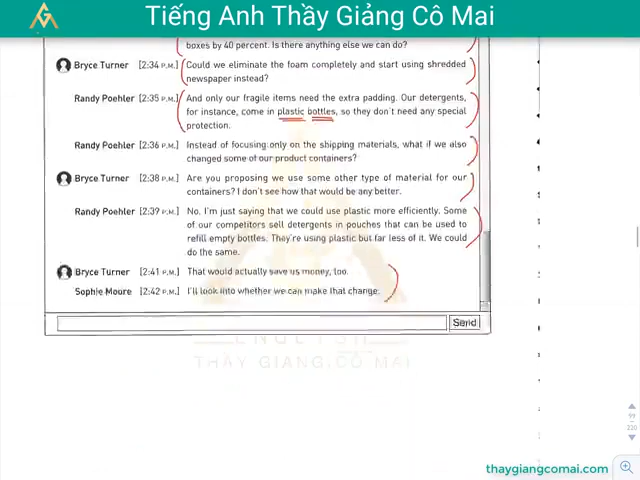 Tiếng Anh Thầy Giảng Cô Mai
boxes by 40 percent. Is there anything else we can do?
Bryce Turner [2:34 P.M.] Could we eliminate the foam completely and start using shredded
newspaper instead?
Randy Poehler [2:35 P.M.] And only our fragile items need the extra padding. Our detergents,
for instance, come in plastic bottles, so they don't need any special
protection.
Randy Poehler [2:36 P.M.] Instead of focusing only on the shipping materials, what if we also
changed some of our product containers?
Bryce Turner [2:38 P.M.] Are you proposing we use some other type of material for our
containers? I don't see how that would be any better.
Randy Poehler [2:39 P.M.] No. I'm just saying that we could use plastic more efficiently. Some
of our competitors sell detergents in pouches that can be used to
refill empty bottles. They're using plastic but far less of it. We could
do the same.
Bryce Turner [2:41 P.M.] That would actually save us money, too.
Sophie Moure [2:42 P.M.] I'll look into whether we can make that change.
Send
ENGLISH
THẦY GIẢNG CÔ MAI
99
220
thaygiangcomai.com